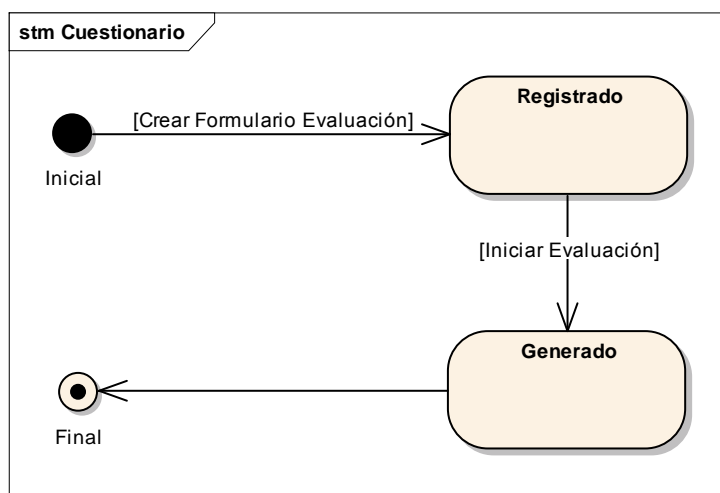 stm Cuestionario
Registrado
[Crear Formulario Evaluación]
Inicial
[Iniciar Evaluación]
Generado
Final